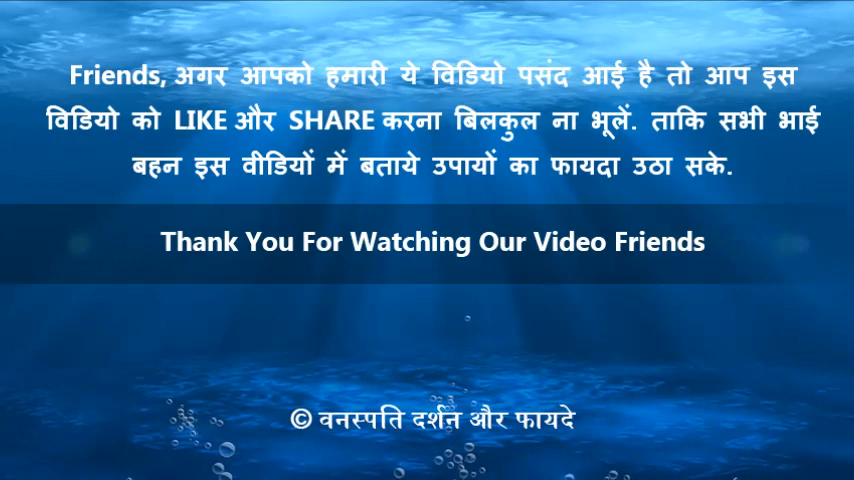 Friends, अगर आपको हमारी ये विडियो पसंद आई है तो आप इस
विडियो को LIKE और SHARE करना बिलकुल ना भूलें. ताकि सभी भाई
बहन इस वीडियों में बताये उपायों का फायदा उठा सके.
Thank You For Watching Our Video Friends
© वनस्पति दर्शन और फायदे